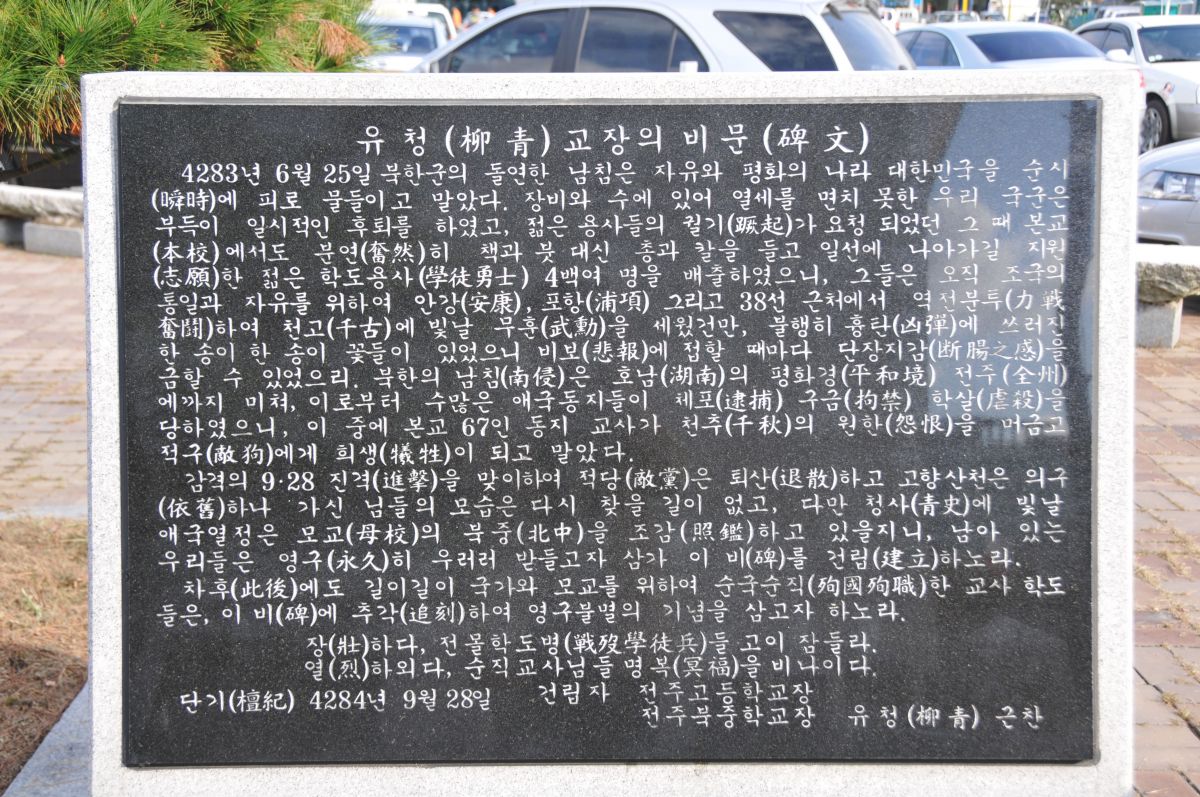 유청(柳靑)교장의 비문(碑文)
4283년 6월 25일 북한군의 돌연한 남침은 자유와 평화의 나라 대한민국을 순시
(瞬時)에 피로 물들이고 말았다. 장비와 수에 있어 열세를 면치 못한 우리 국군은
부득이 일시적인 후퇴를 하였고, 젊은 용사들의 궐기(蹶起)가 요청 되었던 그 때 본교
(本校)에서도 분연(奮然)히 책과 붓 대신 총과 칼을 들고 일선에 나아가길 지원
(志願)한 젊은 학도용사(學徒勇士) 4백여 명을 배출하였으니, 그들은 오직 조국의
통일과 자유를 위하여 안강(安康), 포항(浦項) 그리고 38선 근처에서 역전분투(力戰
奮鬪)하여 천고(千古)에 빛날 무훈(武勳)을 세웠건만, 불행히 흉탄(凶彈)에 쓰러진
한 송이 한 송이 꽃들이 있었으니 비보(悲報)에 접할 때마다 단장지감(断腸之感)을
금할 수 있었으리. 북한의 남침(南侵)은 호남(湖南)의 평화경(平和境) 전주(全州)
에까지 미쳐, 이로부터 수많은 애국동지들이 체포(逮捕) 구금(拘禁) 학살(虐殺)을
당하였으니, 이 중에 본교 67인 동지 교사가 천추(千秋)의 원한(怨恨)을 머금고
적구(敵狗)에게 희생(犧牲)이 되고 말았다.
감격의 9·28 진격(進擊)을 맞이하여 적당(敵黨)은 퇴산(退散)하고 고향산천은 의구
(依舊)하나 가신 님들의 모습은 다시 찾을 길이 없고, 다만 청사(靑史)에 빛날
애국열정은 모교(母校)의 북중(北中)을 조감(照鑑)하고 있을지니, 남아 있는
우리들은 영구(永久)히 우러러 받들고자 삼가 이 비(碑)를 건립(建立)하노라.
차후(此後)에도 길이길이 국가와 모교를 위하여 순국순직(殉國殉職)한 교사 학도
들은, 이 비(碑)에 추각(追刻)하여 영구불멸의 기념을 삼고자 하노라.
장(壯)하다, 전몰학도병(戰歿學徒兵)들 고이 잠들라.
열(烈)하외다, 순직교사님들 명복(冥福)을 비나이다.
단기(檀紀) 4284년 9월 28일 건립자 전주고등학교장
전주북중학교장 유청(柳靑) 근찬